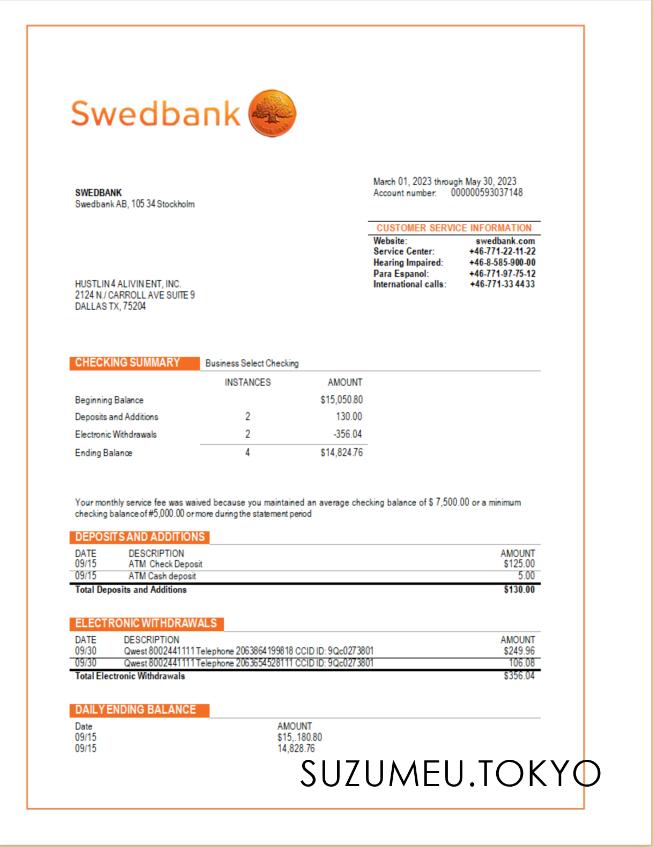 Swedbank
March 01, 2023 through May 30, 2023
SWEDBANK
Account number: 000000593037148
Swedbank AB, 105 34 Stockholm
CUSTOMER SERVICE INFORMATION
Website: swedbank.com
Service Center: +46-771-22-11-22
Hearing Impaired: +46-8-585-900-00
Para Espanol: +46-771-97-75-12
International calls: +46-771-33 44 33
HUSTLIN 4 ALIVIN ENT, INC.
2124 N./ CARROLL AVE SUITE 9
DALLAS TX, 75204
CHECKING SUMMARY Business Select Checking
INSTANCES AMOUNT
Beginning Balance $15,050.80
Deposits and Additions 2 130.00
Electronic Withdrawals 2 -356.04
Ending Balance 4 $14,824.76
Your monthly service fee was waived because you maintained an average checking balance of $ 7,500.00 or a minimum
checking balance of #5,000.00 or more during the statement period
DEPOSITS AND ADDITIONS
DATE DESCRIPTION AMOUNT
09/15 ATM Check Deposit $125.00
09/15 ATM Cash deposit 5.00
Total Deposits and Additions $130.00
ELECTRONIC WITHDRAWALS
DATE DESCRIPTION AMOUNT
09/30 Qwest 8002441111 Telephone 2063864199818 CCID ID: 9Qc0273801 $249.96
09/30 Qwest 8002441111 Telephone 2063654528111 CCID ID: 9Qc0273801 106.08
Total Electronic Withdrawals $356.04
DAILY ENDING BALANCE
Date AMOUNT
09/15 $15,.180.80
09/15 14,828.76
SUZUMEU.TOKYO